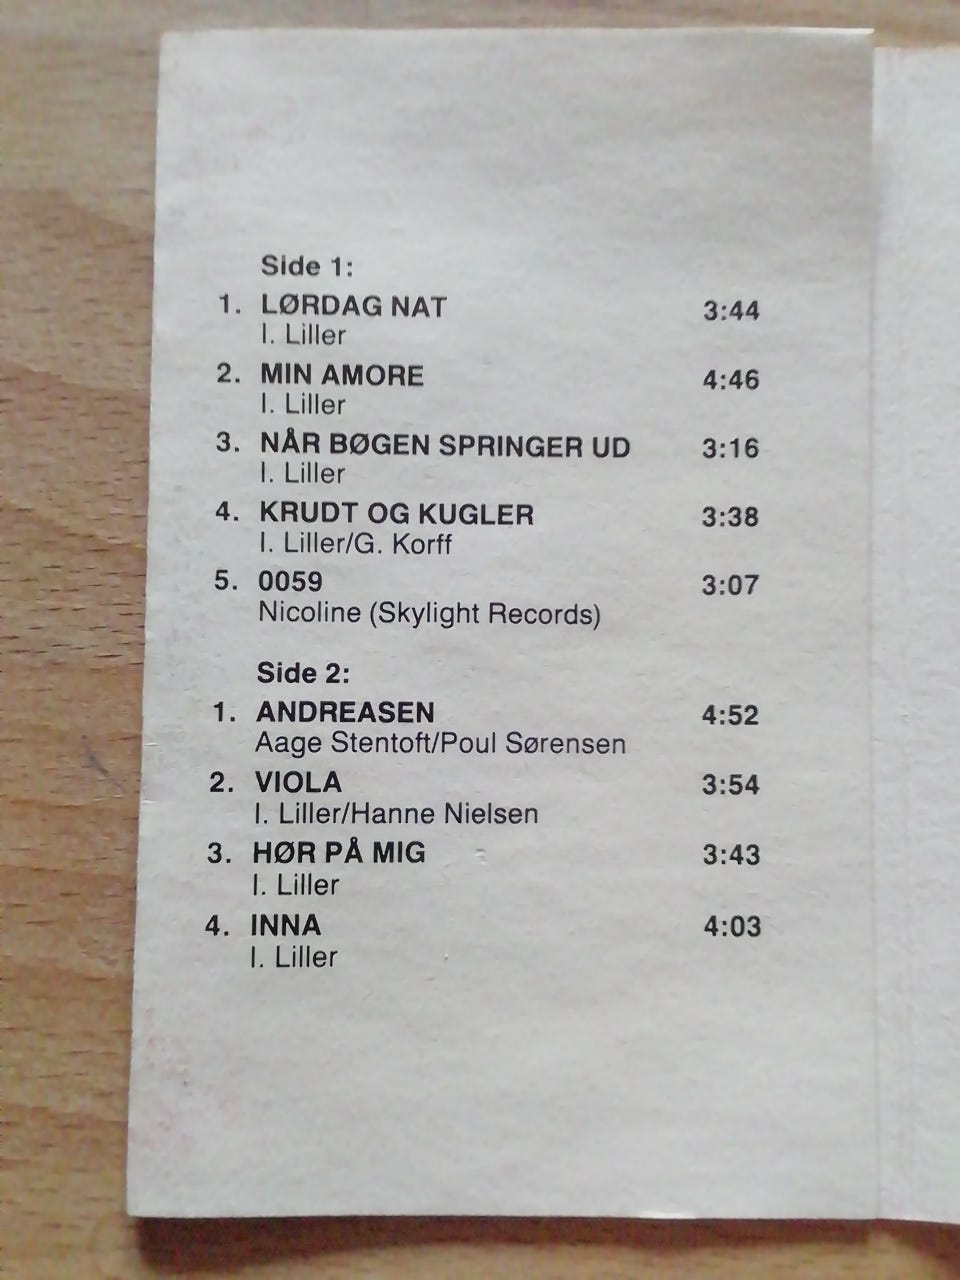 Side 1:
1. LØRDAG NAT 3:44
I. Liller
2. MIN AMORE 4:46
I. Liller
3. NÅR BØGEN SPRINGER UD 3:16
I. Liller
4. KRUDT OG KUGLER 3:38
I. Liller/G. Korff
5. 0059 3:07
Nicoline (Skylight Records)
Side 2:
1. ANDREASEN 4:52
Aage Stentoft/Poul Sørensen
2. VIOLA 3:54
I. Liller/Hanne Nielsen
3. HØR PÅ MIG 3:43
I. Liller
4. INNA 4:03
I. Liller